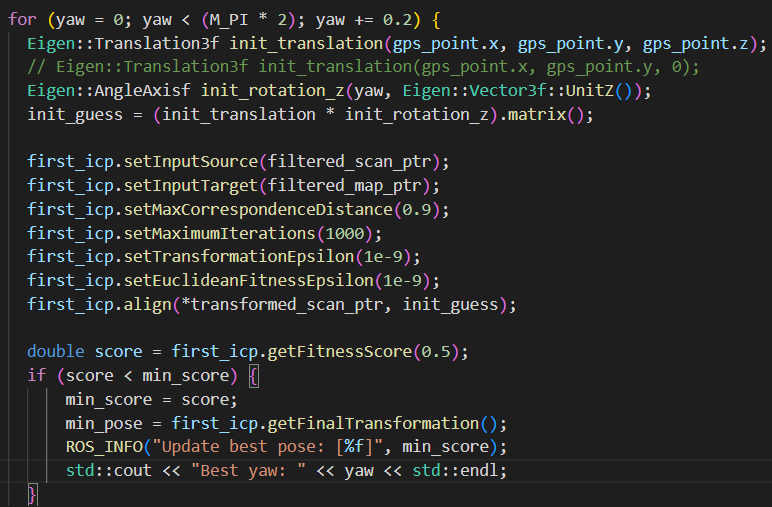 for (yaw = 0; yaw < (M_PI * 2); yaw += 0.2) {
Eigen::Translation3f init_translation(gps_point.x, gps_point.y, gps_point.z);
// Eigen::Translation3f init_translation(gps_point.x, gps_point.y, 0);
Eigen::AngleAxisf init_rotation_z(yaw, Eigen::Vector3f::UnitZ());
init_guess = (init_translation * init_rotation_z).matrix();
first_icp.setInputSource(filtered_scan_ptr);
first_icp.setInputTarget(filtered_map_ptr);
first_icp.setMaxCorrespondenceDistance(0.9);
first_icp.setMaximumIterations(1000);
first_icp.setTransformationEpsilon(1e-9);
first_icp.setEuclideanFitnessEpsilon(1e-9);
first_icp.align(*transformed_scan_ptr, init_guess);
double score = first_icp.getFitnessScore(0.5);
if (score < min_score) {
min_score = score;
min_pose = first_icp.getFinalTransformation();
ROS_INFO("Update best pose: [%f]", min_score);
std::cout << "Best yaw: " << yaw << std::endl;
}